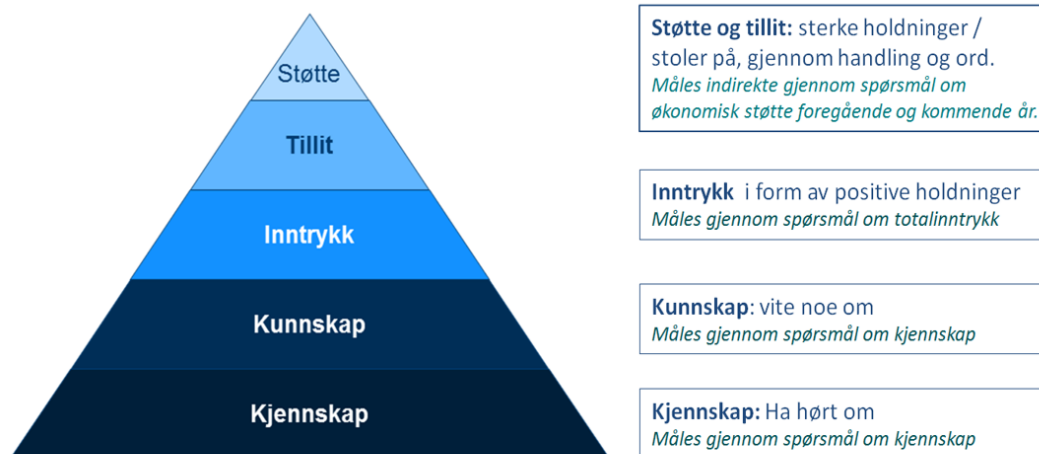 Støtte
Tillit
Inntrykk
Kunnskap
Kjennskap
Støtte og tillit: sterke holdninger /
stoler på, gjennom handling og ord.
Måles indirekte gjennom spørsmål om
økonomisk støtte foregående og kommende år.
Inntrykk i form av positive holdninger
Måles gjennom spørsmål om totalinntrykk
Kunnskap: vite noe om
Måles gjennom spørsmål om kjennskap
Kjennskap: Ha hørt om
Måles gjennom spørsmål om kjennskap